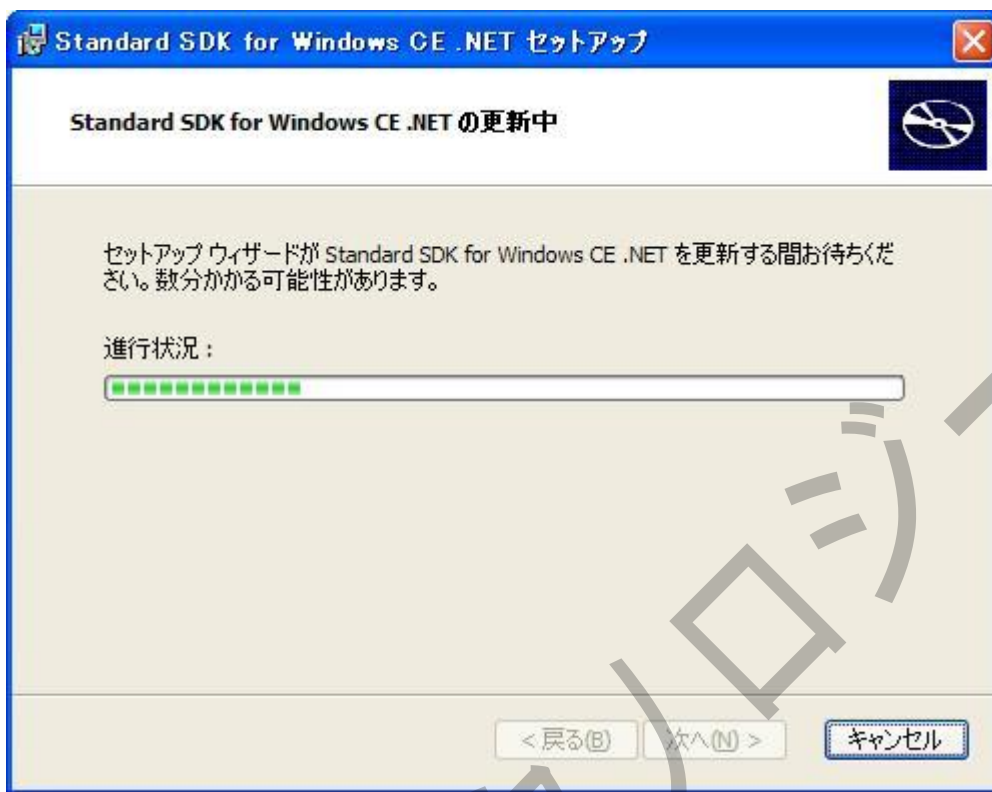 Standard SDK for Windows CE .NET セットアップ
Standard SDK for Windows CE .NET の更新中
セットアップ ウィザードが Standard SDK for Windows CE .NET を更新する間お待ちくだ
さい。数分かかる可能性があります。
進行状況：
< 戻る(B) 次へ(N) > キャンセル
ノロジー